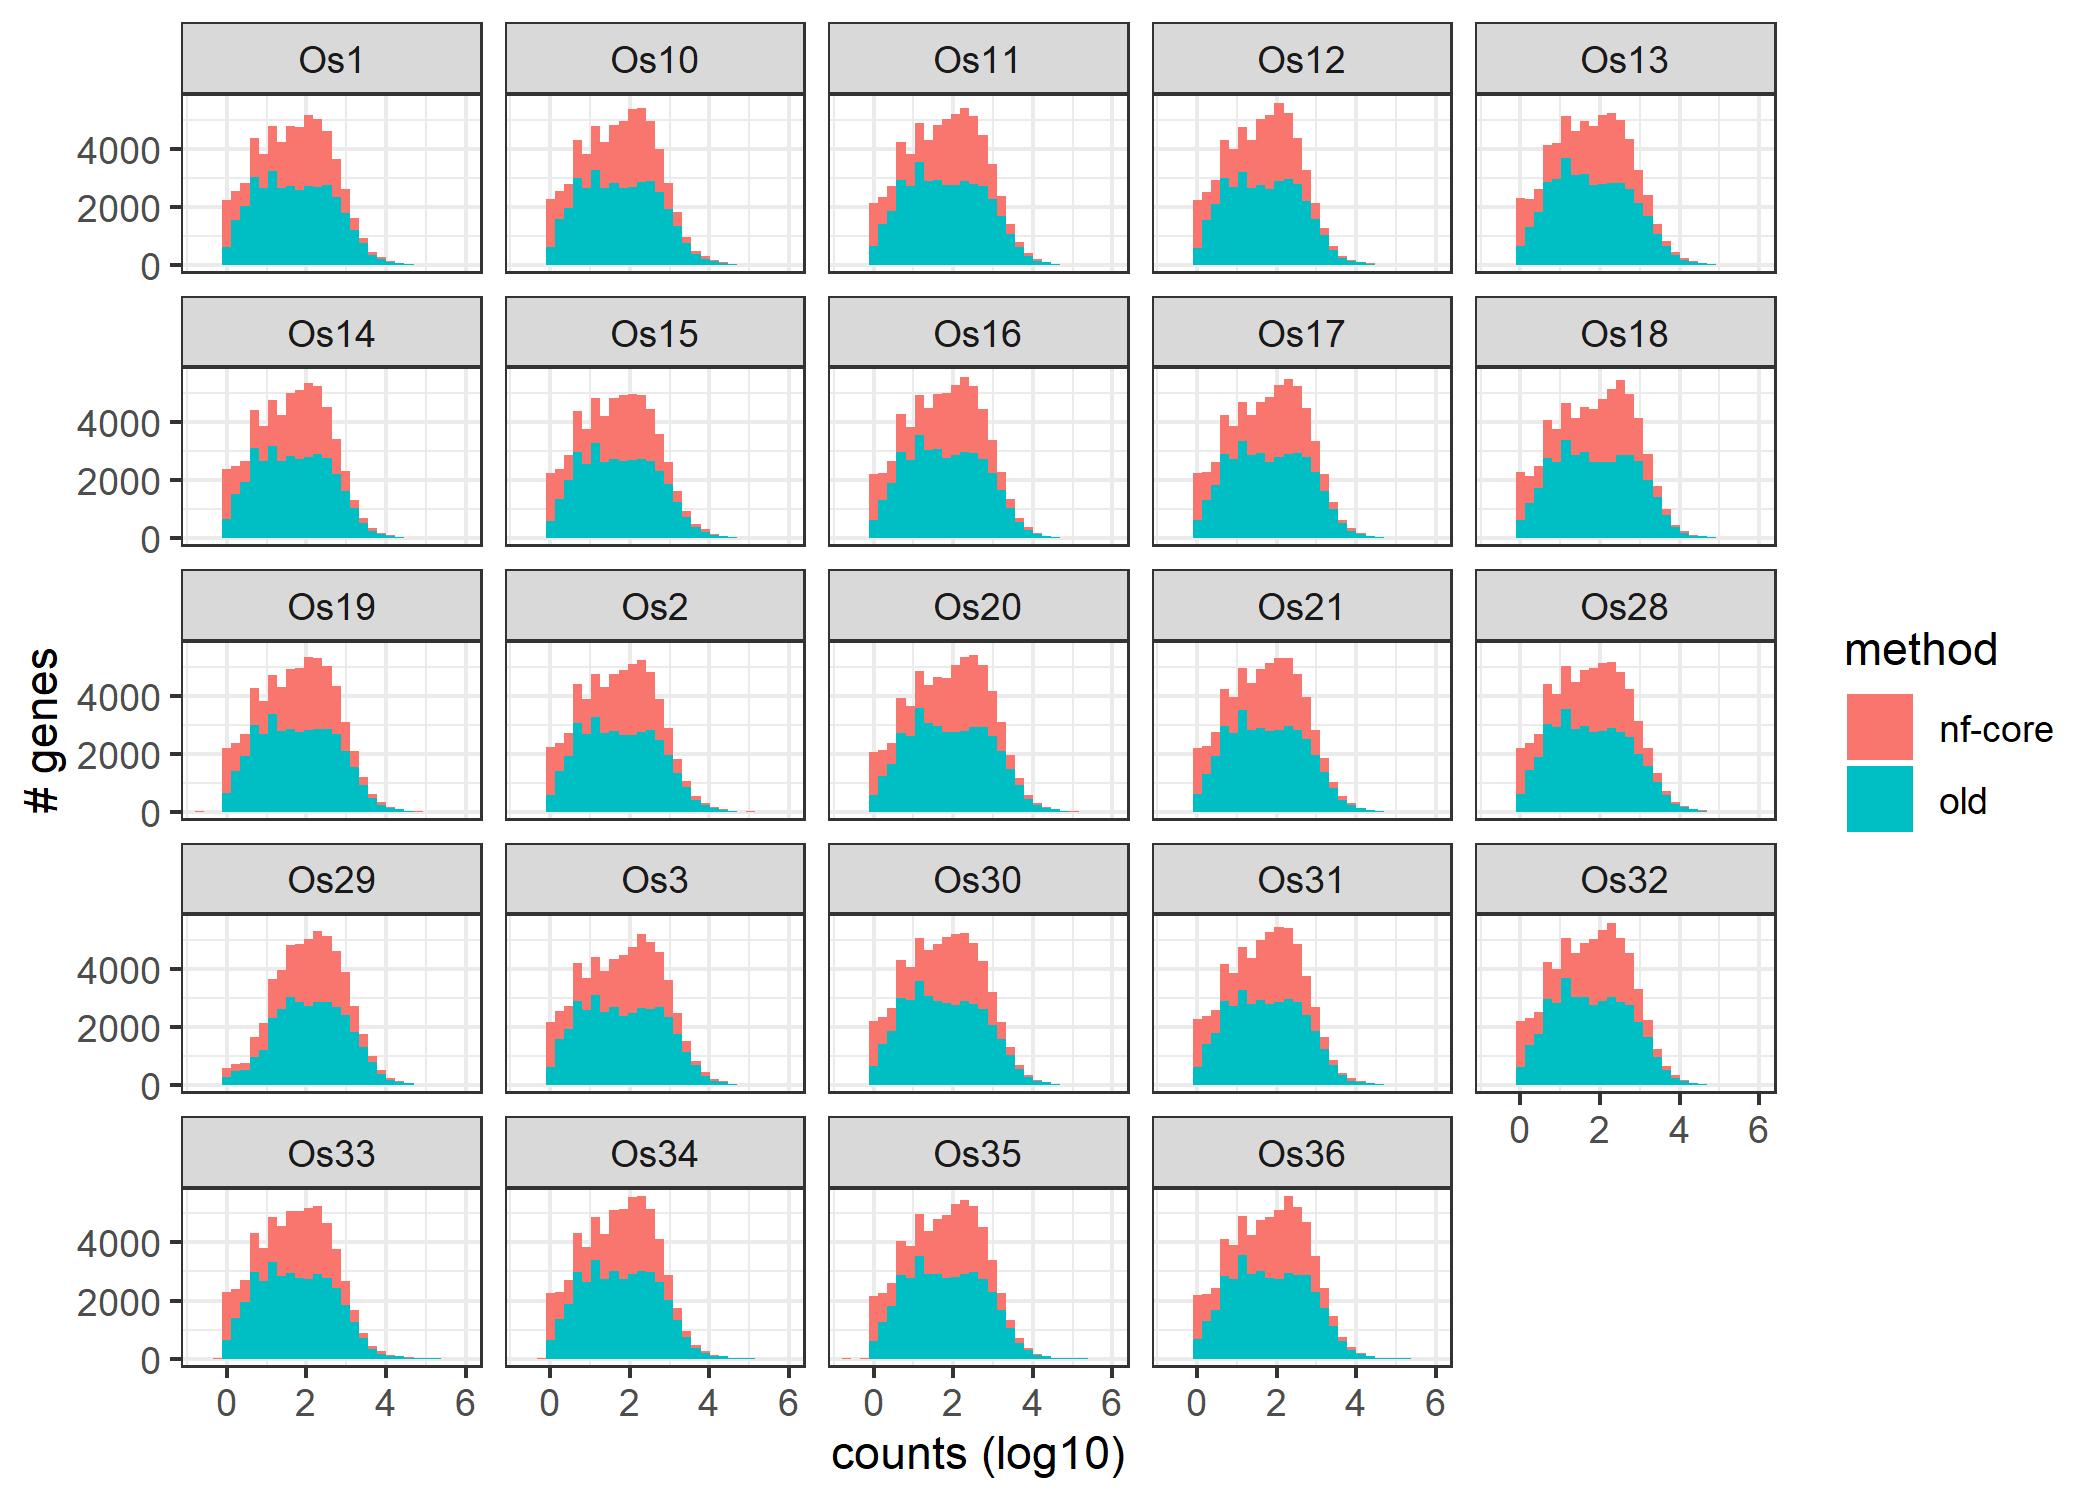 Os1 Os10 Os11 Os12 Os13
4000
2000
0
Os14 Os15 Os16 Os17 Os18
4000
2000
0
Os19 Os2 Os20 Os21 Os28
4000
2000
0
Os29 Os3 Os30 Os31 Os32
4000
2000
0
0 2 4 6
Os33 Os34 Os35 Os36
4000
2000
0
0 2 4 6 0 2 4 6 0 2 4 6 0 2 4 6
counts (log10)
# genes
method
nf-core
old